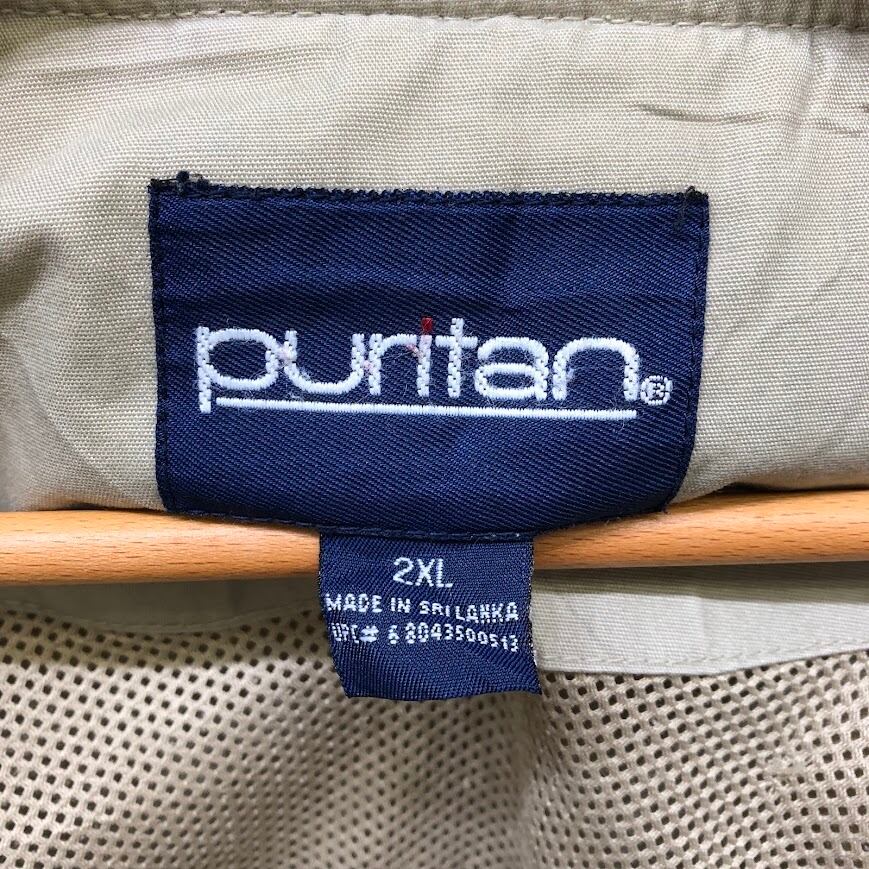 puritan®
2XL
MADE IN SRI LANKA
UPC# 6 8043500513